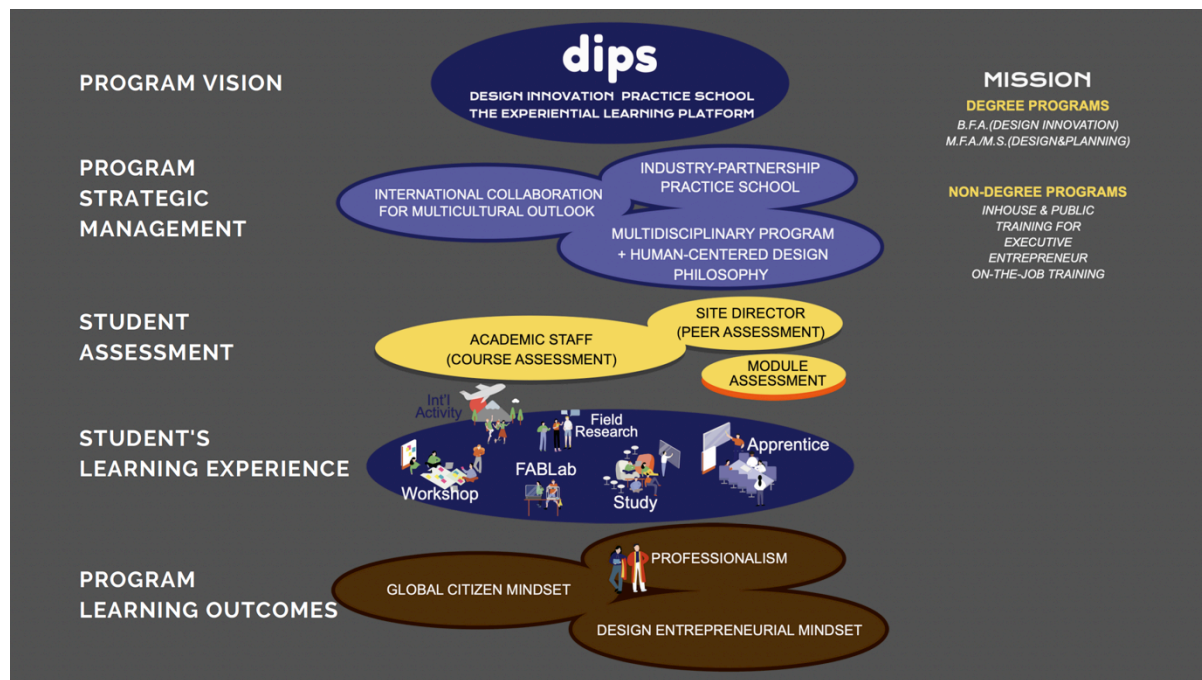 PROGRAM VISION
dips
DESIGN INNOVATION PRACTICE SCHOOL
THE EXPERIENTIAL LEARNING PLATFORM
MISSION
DEGREE PROGRAMS
B.F.A.(DESIGN INNOVATION)
M.F.A./M.S.(DESIGN&PLANNING)
NON-DEGREE PROGRAMS
INHOUSE & PUBLIC
TRAINING FOR
EXECUTIVE
ENTREPRENEUR
ON-THE-JOB TRAINING
PROGRAM
STRATEGIC
MANAGEMENT
INTERNATIONAL COLLABORATION
FOR MULTICULTURAL OUTLOOK
INDUSTRY-PARTNERSHIP
PRACTICE SCHOOL
MULTIDISCIPLINARY PROGRAM
+ HUMAN-CENTERED DESIGN
PHILOSOPHY
STUDENT
ASSESSMENT
ACADEMIC STAFF
(COURSE ASSESSMENT)
SITE DIRECTOR
(PEER ASSESSMENT)
MODULE
ASSESSMENT
STUDENT'S
LEARNING EXPERIENCE
Int'l
Activity
Workshop
FABLab
Field
Research
Study
Apprentice
PROGRAM
LEARNING OUTCOMES
GLOBAL CITIZEN MINDSET
PROFESSIONALISM
DESIGN ENTREPRENEURIAL MINDSET